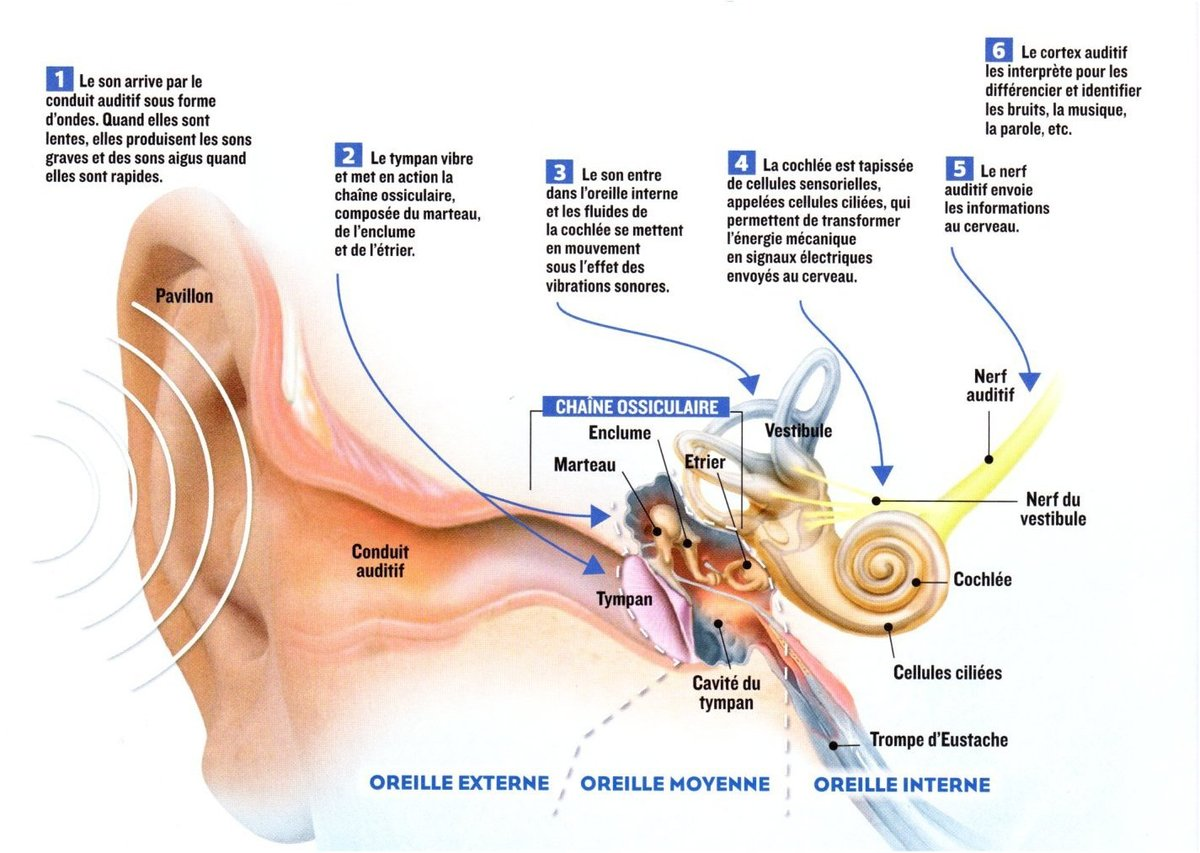 1 Le son arrive par le
conduit auditif sous forme
d'ondes. Quand elles sont
lentes, elles produisent les sons
graves et des sons aigus quand
elles sont rapides.
2 Le tympan vibre
et met en action la
chaîne ossiculaire,
composée du marteau,
de l'enclume
et de l'étrier.
3 Le son entre
dans l'oreille interne
et les fluides de
la cochlée se mettent
en mouvement
sous l'effet des
vibrations sonores.
4 La cochlée est tapissée
de cellules sensorielles,
appelées cellules ciliées, qui
permettent de transformer
l'énergie mécanique
en signaux électriques
envoyés au cerveau.
5 Le nerf
auditif envoie
les informations
au cerveau.
6 Le cortex auditif
les interprète pour les
différencier et identifier
les bruits, la musique,
la parole, etc.
Pavillon
CHAÎNE OSSICULAIRE
Enclume
Marteau
Etrier
Vestibule
Nerf
auditif
Nerf du
vestibule
Conduit
auditif
Tympan
Cochlée
Cellules ciliées
Cavité du
tympan
Trompe d'Eustache
OREILLE EXTERNE
OREILLE MOYENNE
OREILLE INTERNE